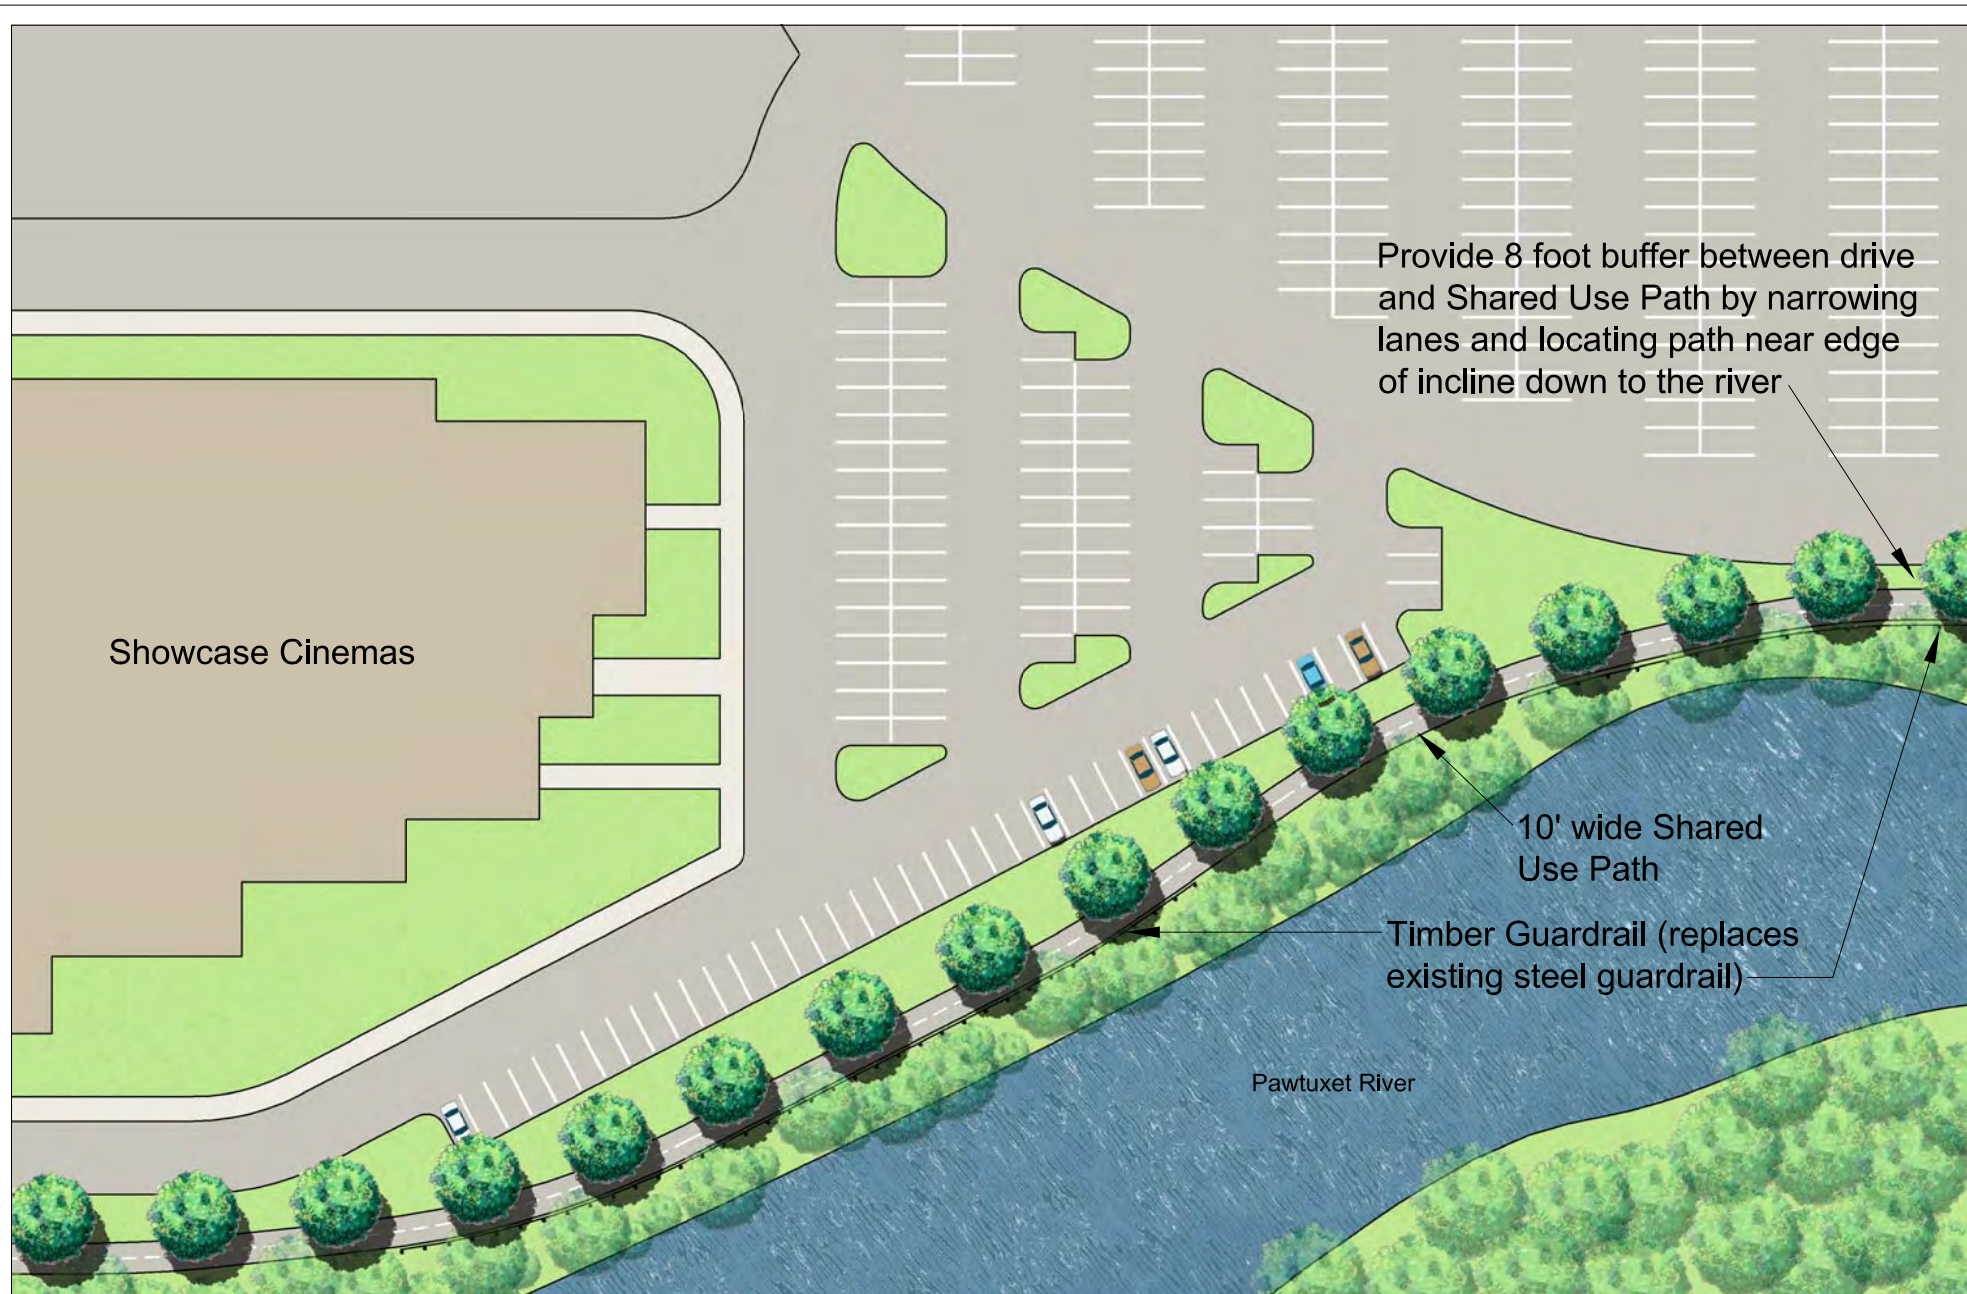 Provide 8 foot buffer between drive
and Shared Use Path by narrowing
lanes and locating path near edge
of incline down to the river
Showcase Cinemas
10' wide Shared
Use Path
Timber Guardrail (replaces
existing steel guardrail)
Pawtuxet River